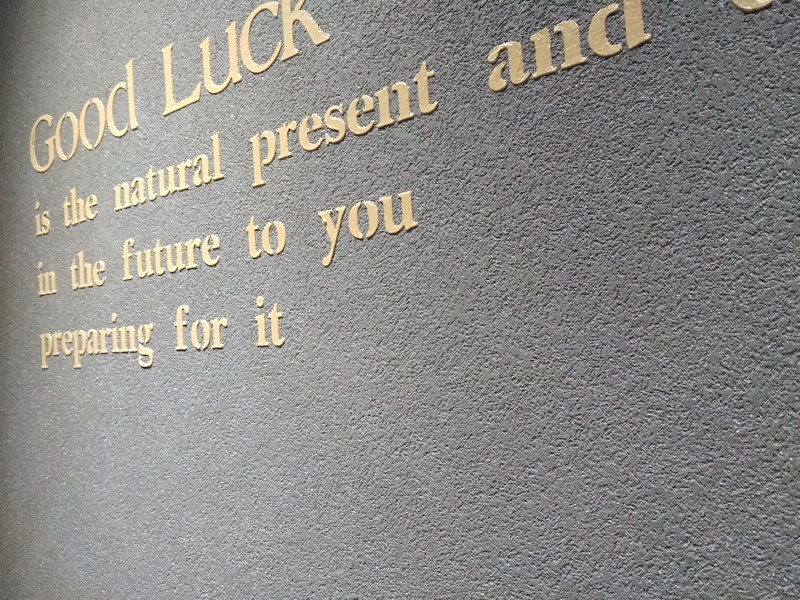 Good Luck
is the natural present and
in the future to you
preparing for it